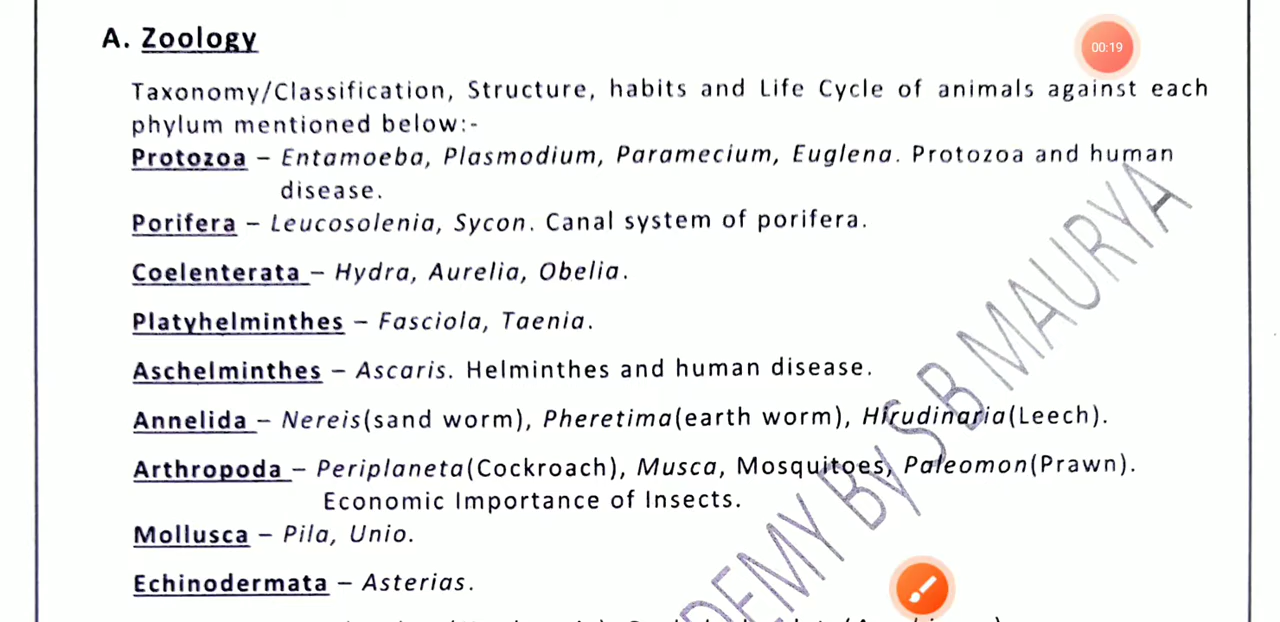 A. Zoology
00:19
Taxonomy/Classification, Structure, habits and Life Cycle of animals against each
phylum mentioned below:-
Protozoa – Entamoeba, Plasmodium, Paramecium, Euglena. Protozoa and human
disease.
Porifera – Leucosolenia, Sycon. Canal system of porifera.
Coelenterata – Hydra, Aurelia, Obelia.
Platyhelminthes – Fasciola, Taenia.
Aschelminthes – Ascaris. Helminthes and human disease.
Annelida – Nereis(sand worm), Pheretima(earth worm), Hirudinaria(Leech).
Arthropoda – Periplaneta(Cockroach), Musca, Mosquitoes, Paleomon(Prawn).
Economic Importance of Insects.
Mollusca – Pila, Unio.
Echinodermata – Asterias.
DEMY By S B MAURYA